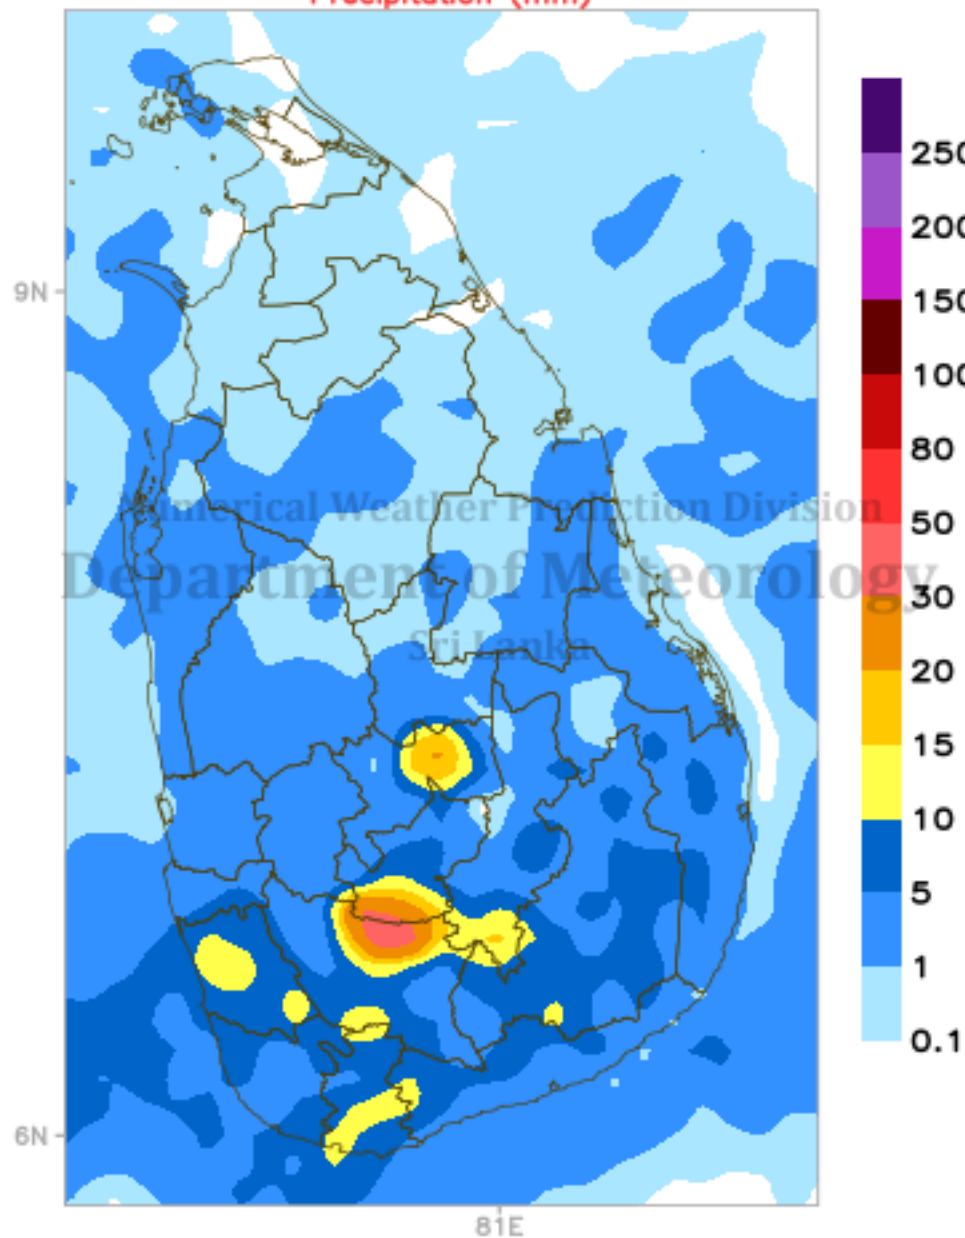 Precipitation (mm)
250
200
150
100
80
50
30
20
15
10
5
1
0.1
9N
6N
81E
Numerical Weather Prediction Division
Department of Meteorology
Sri Lanka